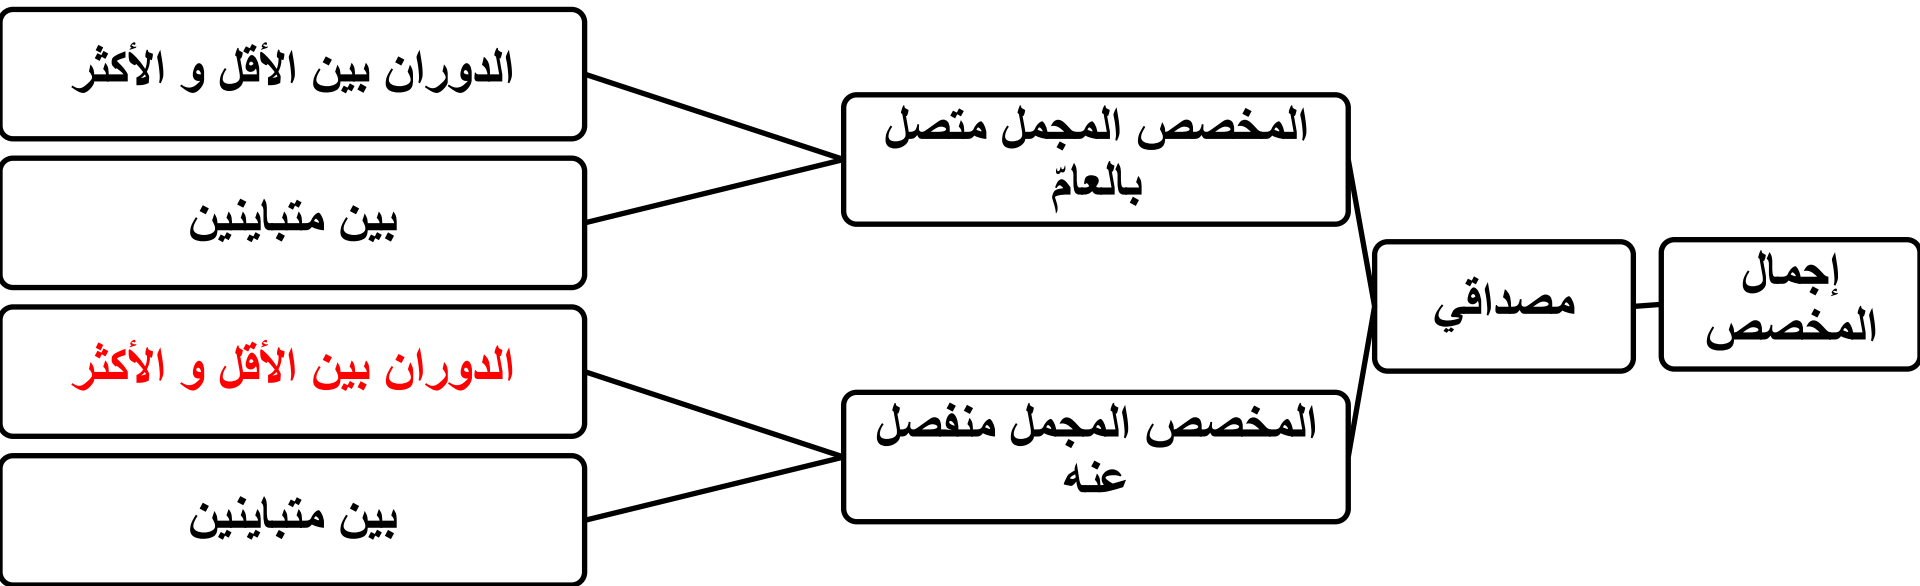 إجمال
المخصص
مصداقي
المخصص المجمل متصل
بالعامّ
الدوران بين الأقل و الأكثر
بين متباينين
المخصص المجمل منفصل
عنه
الدوران بين الأقل و الأكثر
بين متباينين